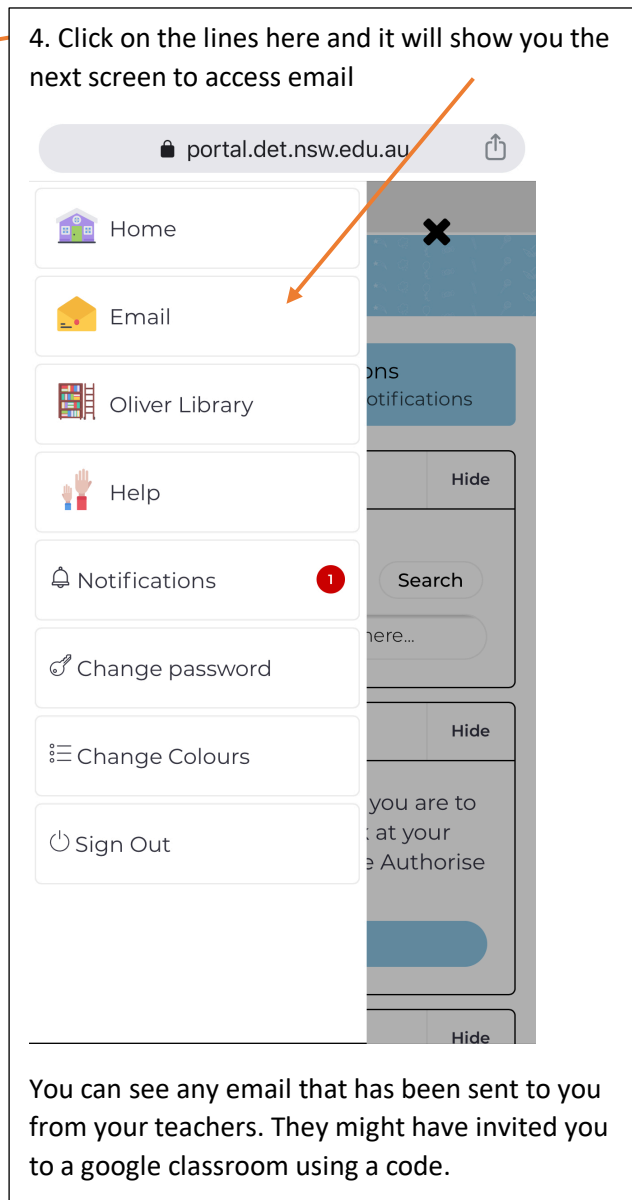 4. Click on the lines here and it will show you the
next screen to access email
portal.det.nsw.edu.au
Home
Email
ons
otifications
Oliver Library
Hide
Help
Notifications
1
Search
here...
Change password
Hide
Change Colours
you are to
at your
Sign Out
e Authorise
Hide
You can see any email that has been sent to you
from your teachers. They might have invited you
to a google classroom using a code.